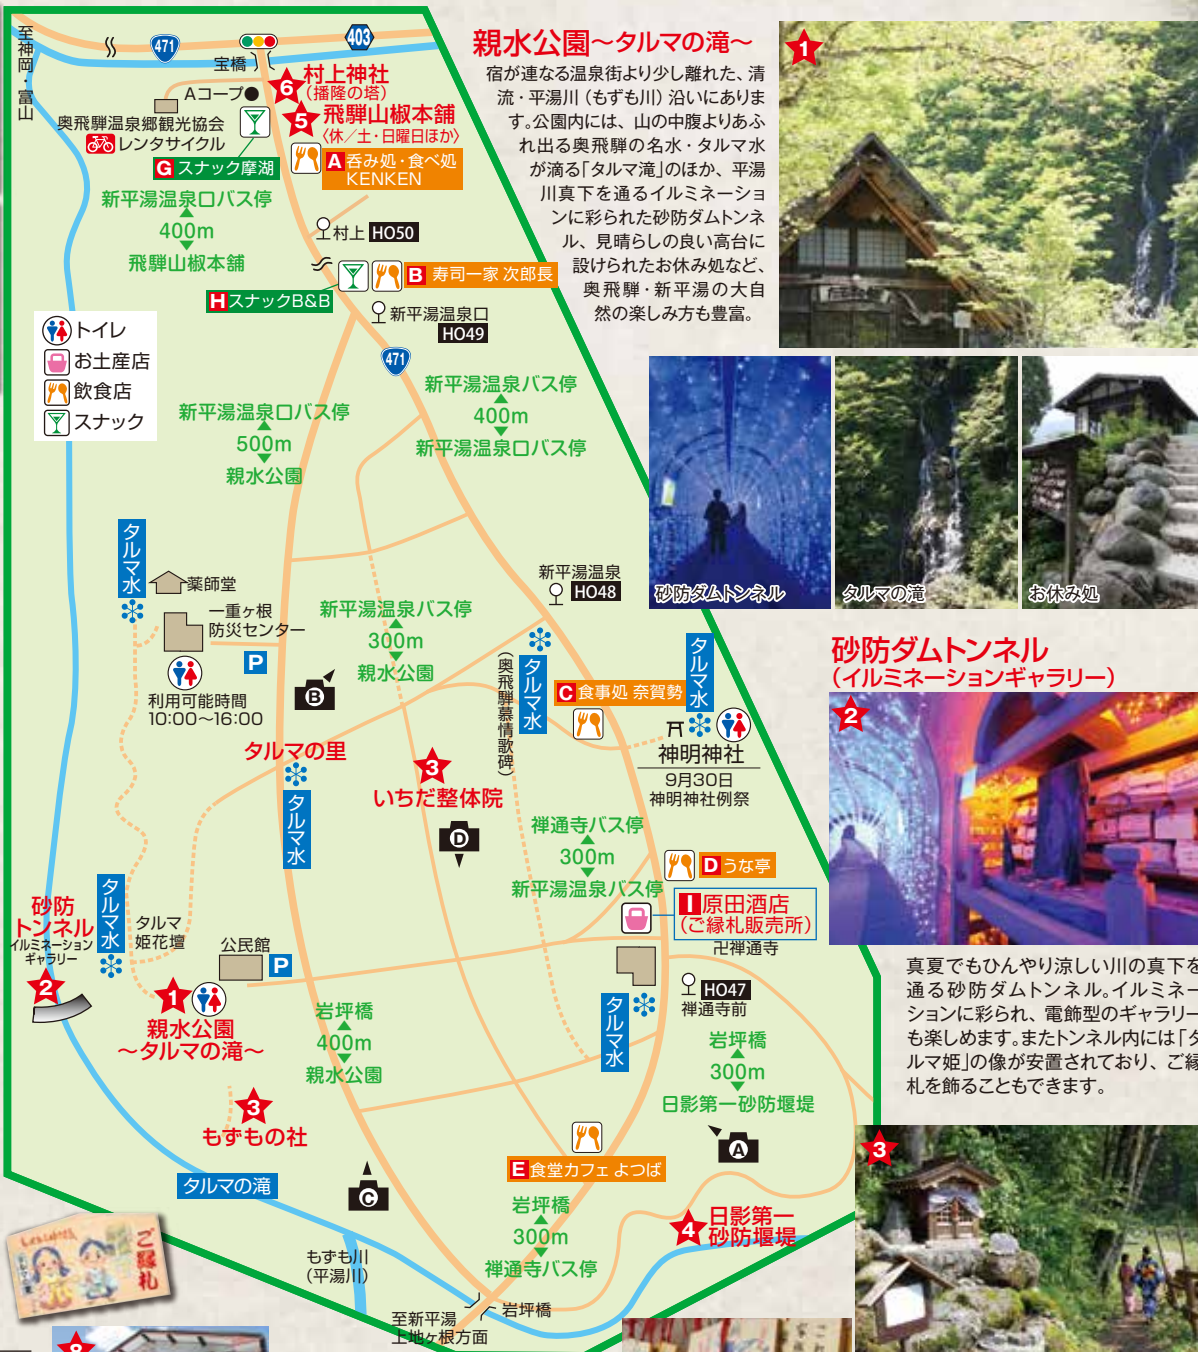 至神岡・富山
471
403
宝橋
Aコープ
奥飛騨温泉郷観光協会
レンタサイクル
6
村上神社
(播隆の塔)
5
飛騨山椒本舗
〈休／土・日曜日ほか〉
A 呑み処・食べ処
KENKEN
G スナック摩湖
新平湯温泉口バス停
400m
飛騨山椒本舗
村上 HO50
B 寿司一家 次郎長
H スナックB&B
新平湯温泉口
HO49
471
トイレ
お土産店
飲食店
スナック
新平湯温泉バス停
400m
新平湯温泉口バス停
新平湯温泉口バス停
500m
親水公園
タルマ水
薬師堂
一重ヶ根
防災センター
P
利用可能時間
10:00〜16:00
新平湯温泉バス停
300m
親水公園
B
新平湯温泉
HO48
タルマ水
(奥飛騨慕情歌碑)
C 食事処 奈賀勢
タルマ水
神明神社
9月30日
神明神社例祭
タルマの里
タルマ水
3
いちだ整体院
D
禅通寺バス停
300m
新平湯温泉バス停
D うな亭
I 原田酒店
(ご縁札販売所)
卍禅通寺
HO47
禅通寺前
タルマ水
砂防
トンネル
イルミネーション
ギャラリー
2
タルマ水
タルマ
姫花壇
公民館
P
1
親水公園
〜タルマの滝〜
岩坪橋
400m
親水公園
岩坪橋
300m
日影第一砂防堰堤
3
もずもの社
タルマの滝
C
A
E 食堂カフェ よつば
岩坪橋
300m
禅通寺バス停
4
日影第一
砂防堰堤
もずも川
(平湯川)
至新平湯
上地ヶ根方面
岩坪橋
ご縁札
8
親水公園〜タルマの滝〜
宿が連なる温泉街より少し離れた、清
流・平湯川(もずも川)沿いにありま
す。公園内には、山の中腹よりあふ
れ出る奥飛騨の名水・タルマ水
が滴る「タルマ滝」のほか、平湯
川真下を通るイルミネーショ
ンに彩られた砂防ダムトンネ
ル、見晴らしの良い高台に
設けられたお休み処など、
奥飛騨・新平湯の大自
然の楽しみ方も豊富。
1
砂防ダムトンネル
タルマの滝
お休み処
砂防ダムトンネル
(イルミネーションギャラリー)
2
真夏でもひんやり涼しい川の真下を
通る砂防ダムトンネル。イルミネー
ションに彩られ、電飾型のギャラリー
も楽しめます。またトンネル内には「タ
ルマ姫」の像が安置されており、ご縁
札を飾ることもできます。
3